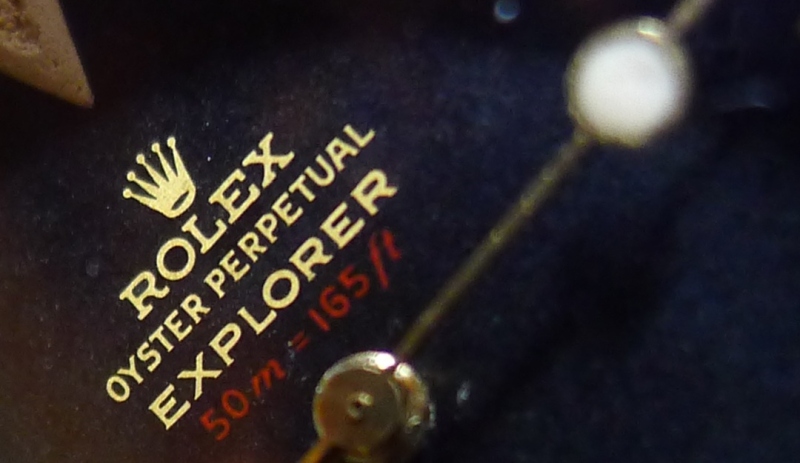 ROLEX
OYSTER PERPETUAL
EXPLORER
50m = 165ft